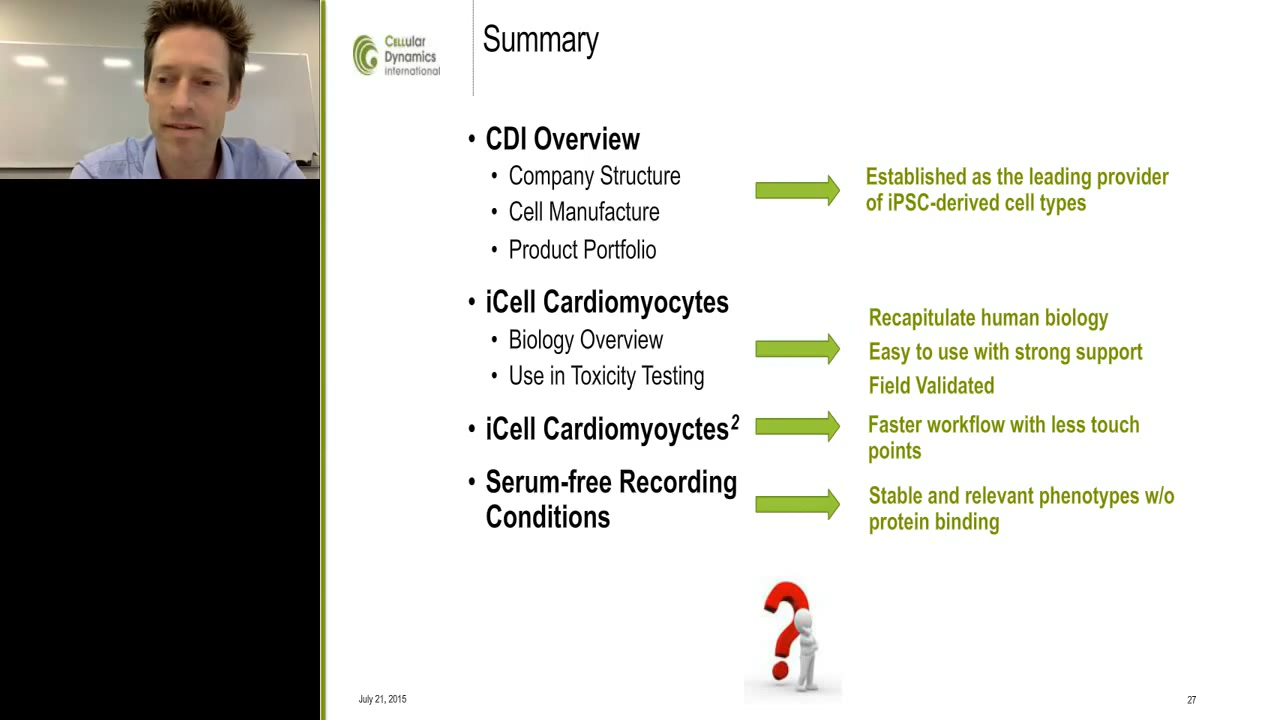 CELLular
Dynamics
international
Summary
• CDI Overview
• Company Structure
• Cell Manufacture
• Product Portfolio
Established as the leading provider
of iPSC-derived cell types
• iCell Cardiomyocytes
• Biology Overview
• Use in Toxicity Testing
Recapitulate human biology
Easy to use with strong support
Field Validated
• iCell Cardiomyoyctes²
Faster workflow with less touch
points
• Serum-free Recording
Conditions
Stable and relevant phenotypes w/o
protein binding
?
July 21, 2015
27